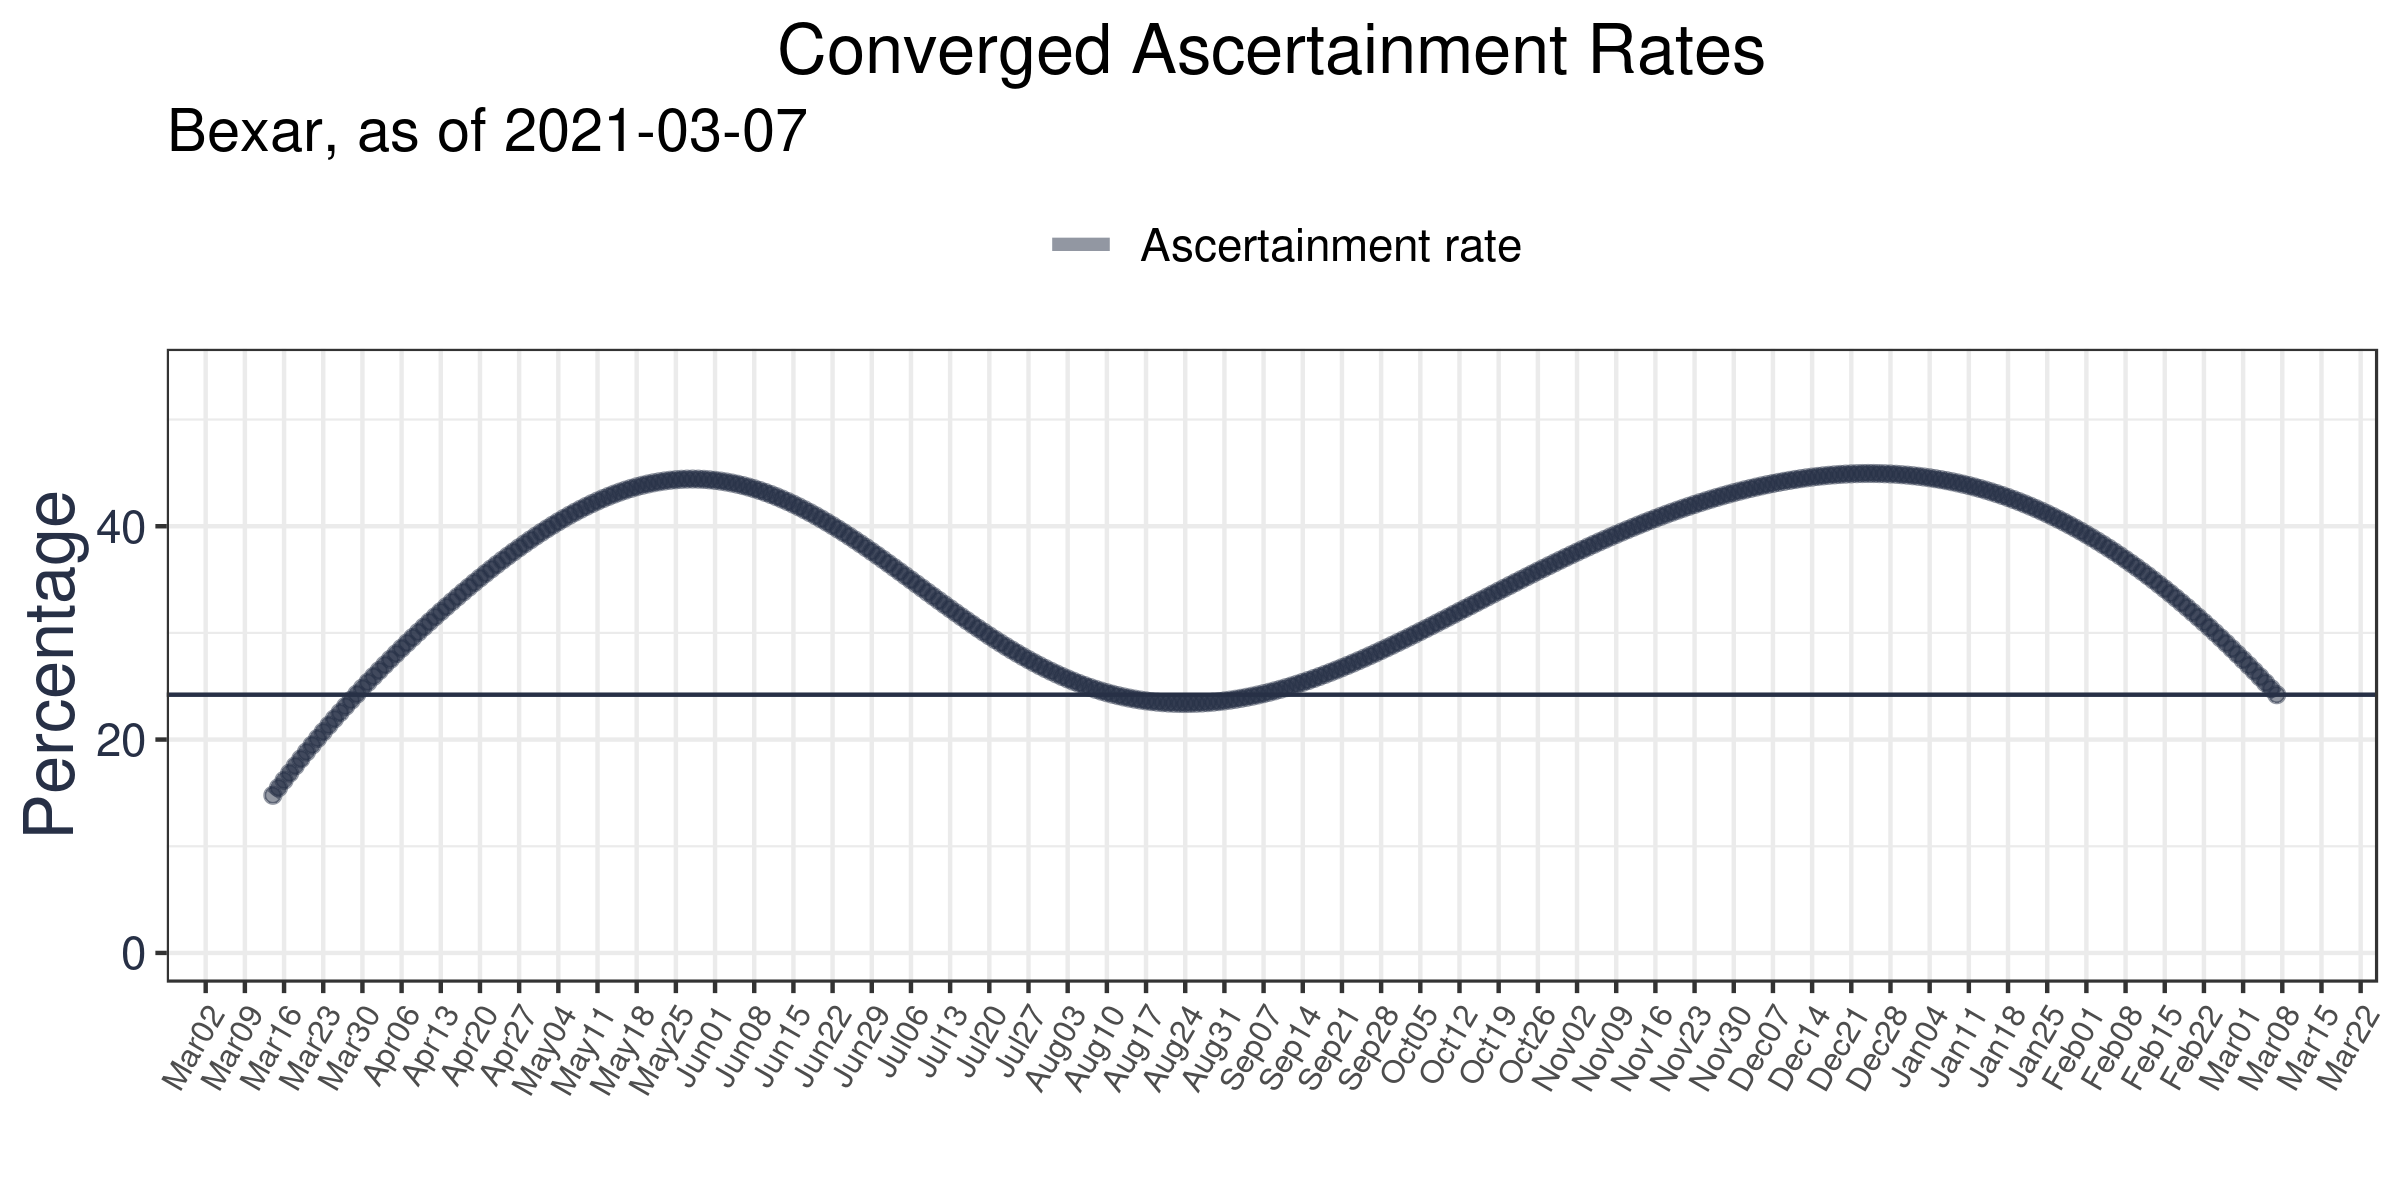 Converged Ascertainment Rates
Bexar, as of 2021-03-07
Ascertainment rate
Percentage
40
20
0
Mar02
Mar09
Mar16
Mar23
Mar30
Apr06
Apr13
Apr20
Apr27
May04
May11
May18
May25
Jun01
Jun08
Jun15
Jun22
Jun29
Jul06
Jul13
Jul20
Jul27
Aug03
Aug10
Aug17
Aug24
Aug31
Sep07
Sep14
Sep21
Sep28
Oct05
Oct12
Oct19
Oct26
Nov02
Nov09
Nov16
Nov23
Nov30
Dec07
Dec14
Dec21
Dec28
Jan04
Jan11
Jan18
Jan25
Feb01
Feb08
Feb15
Feb22
Mar01
Mar08
Mar15
Mar22